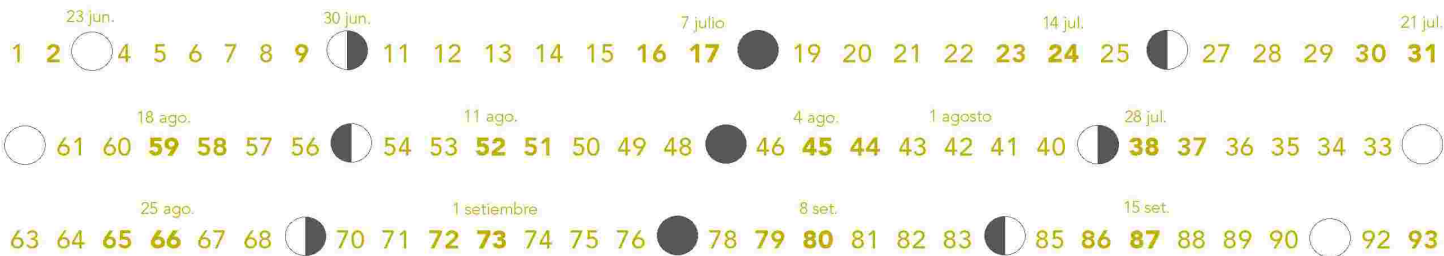 23 jun. 30 jun. 7 julio 14 jul. 21 jul.
1 2 4 5 6 7 8 9 11 12 13 14 15 16 17 19 20 21 22 23 24 25 27 28 29 30 31
18 ago. 11 ago. 4 ago. 1 agosto 28 jul.
61 60 59 58 57 56 54 53 52 51 50 49 48 46 45 44 43 42 41 40 38 37 36 35 34 33
25 ago. 1 setiembre 8 set. 15 set.
63 64 65 66 67 68 70 71 72 73 74 75 76 78 79 80 81 82 83 85 86 87 88 89 90 92 93